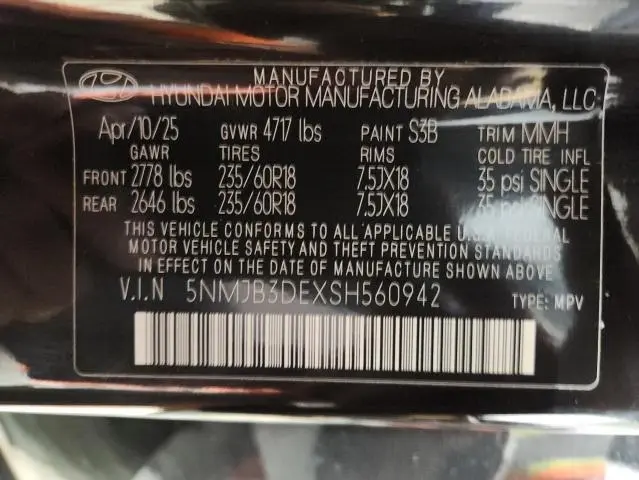 MANUFACTURED BY
HYUNDAI MOTOR MANUFACTURING ALABAMA, LLC
Apr/10/25 GVWR 4717 lbs PAINT S3B TRIM MMH
GAWR TIRES RIMS COLD TIRE INFL
FRONT 2778 lbs 235/60R18 7.5JX18 35 psi SINGLE
REAR 2646 lbs 235/60R18 7.5JX18 35 psi SINGLE
THIS VEHICLE CONFORMS TO ALL APPLICABLE U.S. FEDERAL
MOTOR VEHICLE SAFETY AND THEFT PREVENTION STANDARDS
IN EFFECT ON THE DATE OF MANUFACTURE SHOWN ABOVE
V.I.N 5NMJB3DEXSH560942 TYPE: MPV